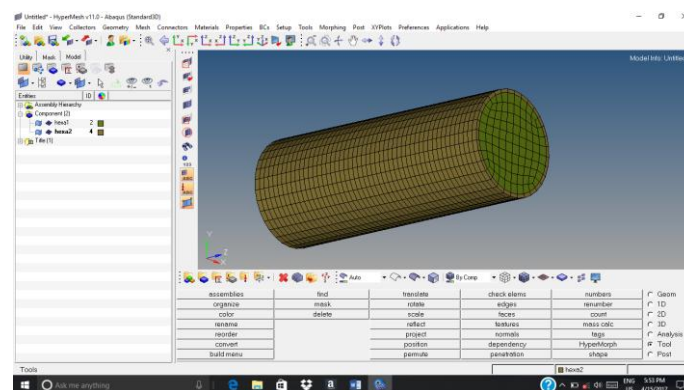 Untitled* - HyperMesh v11.0 - Abaqus (Standard3D)
File Edit View Collectors Geometry Mesh Connectors Materials Properties BCs Setup Tools Morphing Post XYPlots Preferences Applications Help
Utility Mask Model
Model Info: Untitled
Entities ID
Assembly Hierarchy
Component (2)
hexa1 2
hexa2 4
Title (1)
Y
Z
X
Auto By Comp
assemblies find translate check elems numbers Geom
organize mask rotate edges renumber 1D
color delete scale faces count 2D
rename reflect features mass calc 3D
reorder project normals tags Analysis
convert position dependency HyperMorph Tool
build menu permute penetration shape Post
Tools hexa2
Ask me anything ENG 5:53 PM